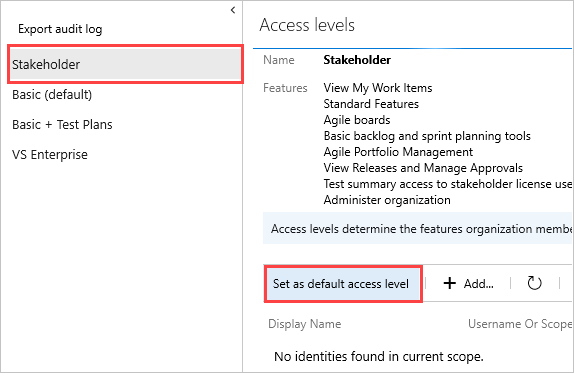 Export audit log
Stakeholder
Basic (default)
Basic + Test Plans
VS Enterprise
Access levels
Name Stakeholder
Features View My Work Items
Standard Features
Agile boards
Basic backlog and sprint planning tools
Agile Portfolio Management
View Releases and Manage Approvals
Test summary access to stakeholder license use
Administer organization
Access levels determine the features organization membe
Set as default access level + Add...
Display Name Username Or Scope
No identities found in current scope.